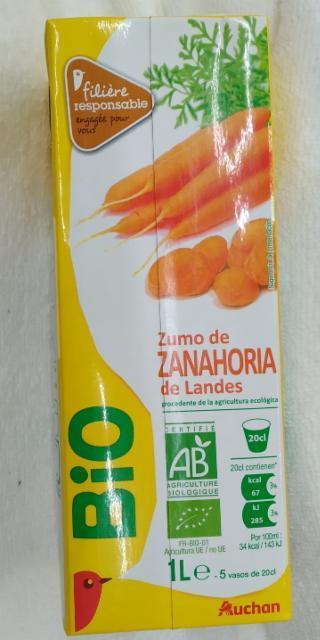 filière
responsable
engagée pour
vous
Zumo de
ZANAHORIA
de Landes
procedente de la agricultura ecológica
BIO
CERTIFIÉ
AB
AGRICULTURE
BIOLOGIQUE
20cl
20cl contienen*
kcal
67
3%
kJ
285
3%
Por 100ml:
34 kcal / 143 kJ
FR-BIO-01
Agricultura UE / no UE
1L e - 5 vasos de 20cl
Auchan